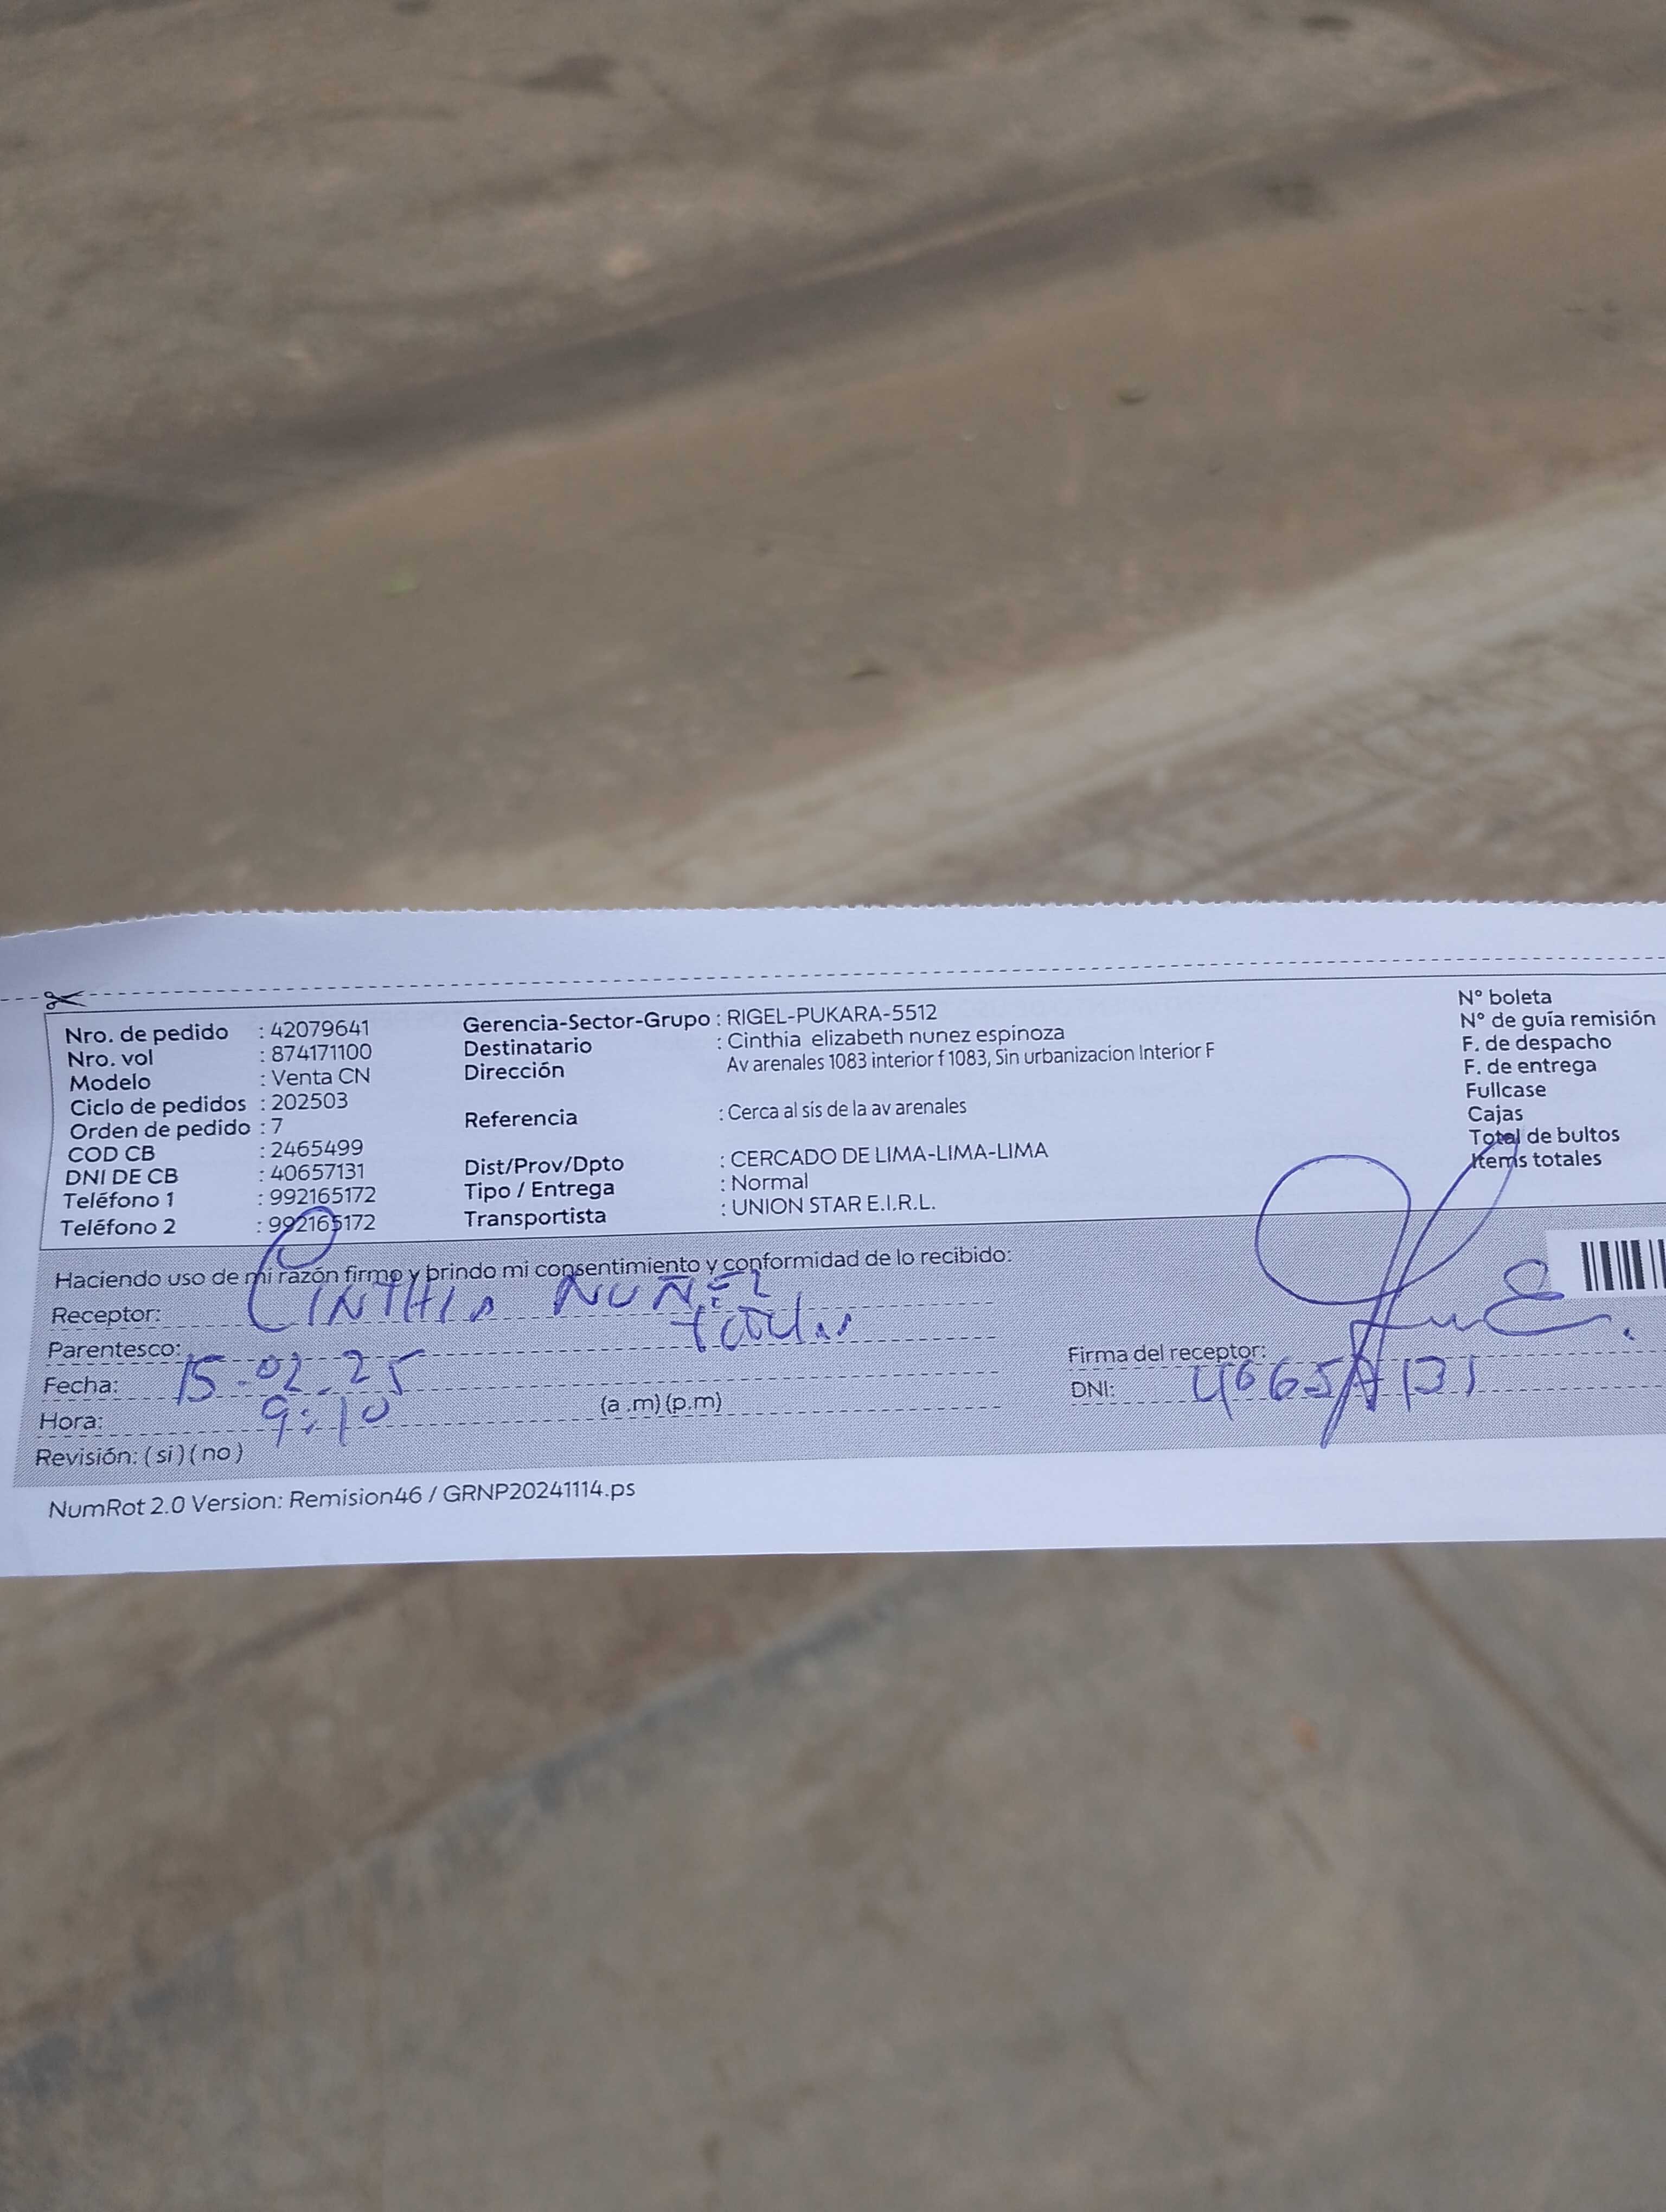 Nro. de pedido : 42079641
Nro. vol : 874171100
Modelo : Venta CN
Ciclo de pedidos : 202503
Orden de pedido : 7
COD CB : 2465499
DNI DE CB : 40657131
Teléfono 1 : 992165172
Teléfono 2 : 992165172
Gerencia-Sector-Grupo : RIGEL-PUKARA-5512
Destinatario : Cinthia elizabeth nunez espinoza
Dirección Av arenales 1083 interior f 1083, Sin urbanizacion Interior F
Referencia : Cerca al sis de la av arenales
Dist/Prov/Dpto : CERCADO DE LIMA-LIMA-LIMA
Tipo / Entrega : Normal
Transportista : UNION STAR E.I.R.L.
N° boleta
N° de guía remisión
F. de despacho
F. de entrega
Fullcase
Cajas
Total de bultos
Items totales
Haciendo uso de mi razón firmo y brindo mi consentimiento y conformidad de lo recibido:
Receptor: CINTHIA NUÑEZ
Parentesco:
Fecha: 15-02-25
Hora: 9:10 (a .m) (p.m)
Revisión: ( si ) ( no )
Firma del receptor:
DNI: 40657131
NumRot 2.0 Version: Remision46 / GRNP20241114.ps